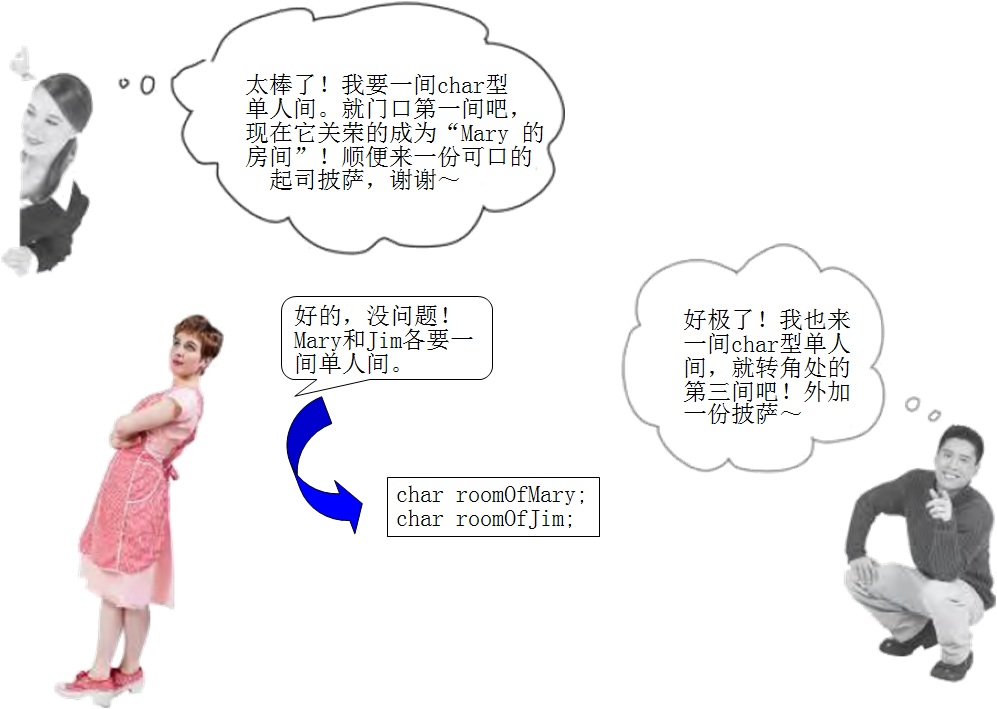 太棒了！我要一间char型
单人间。就门口第一间吧，
现在它关荣的成为“Mary 的
房间”！顺便来一份可口的
起司披萨，谢谢～
好的，没问题！
Mary和Jim各要一
间单人间。
好极了！我也来
一间char型单人
间，就转角处的
第三间吧！外加
一份披萨～
char roomOfMary;
char roomOfJim;